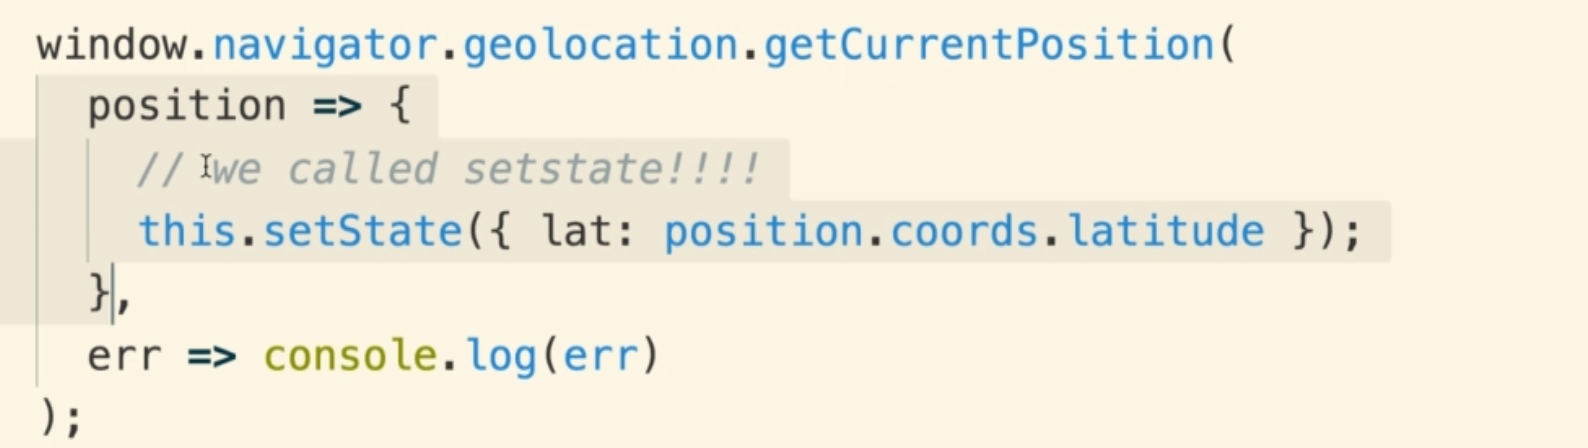 window.navigator.geolocation.getCurrentPosition(
  position => {
    // we called setstate!!!!
    this.setState({ lat: position.coords.latitude });
  },
  err => console.log(err)
);